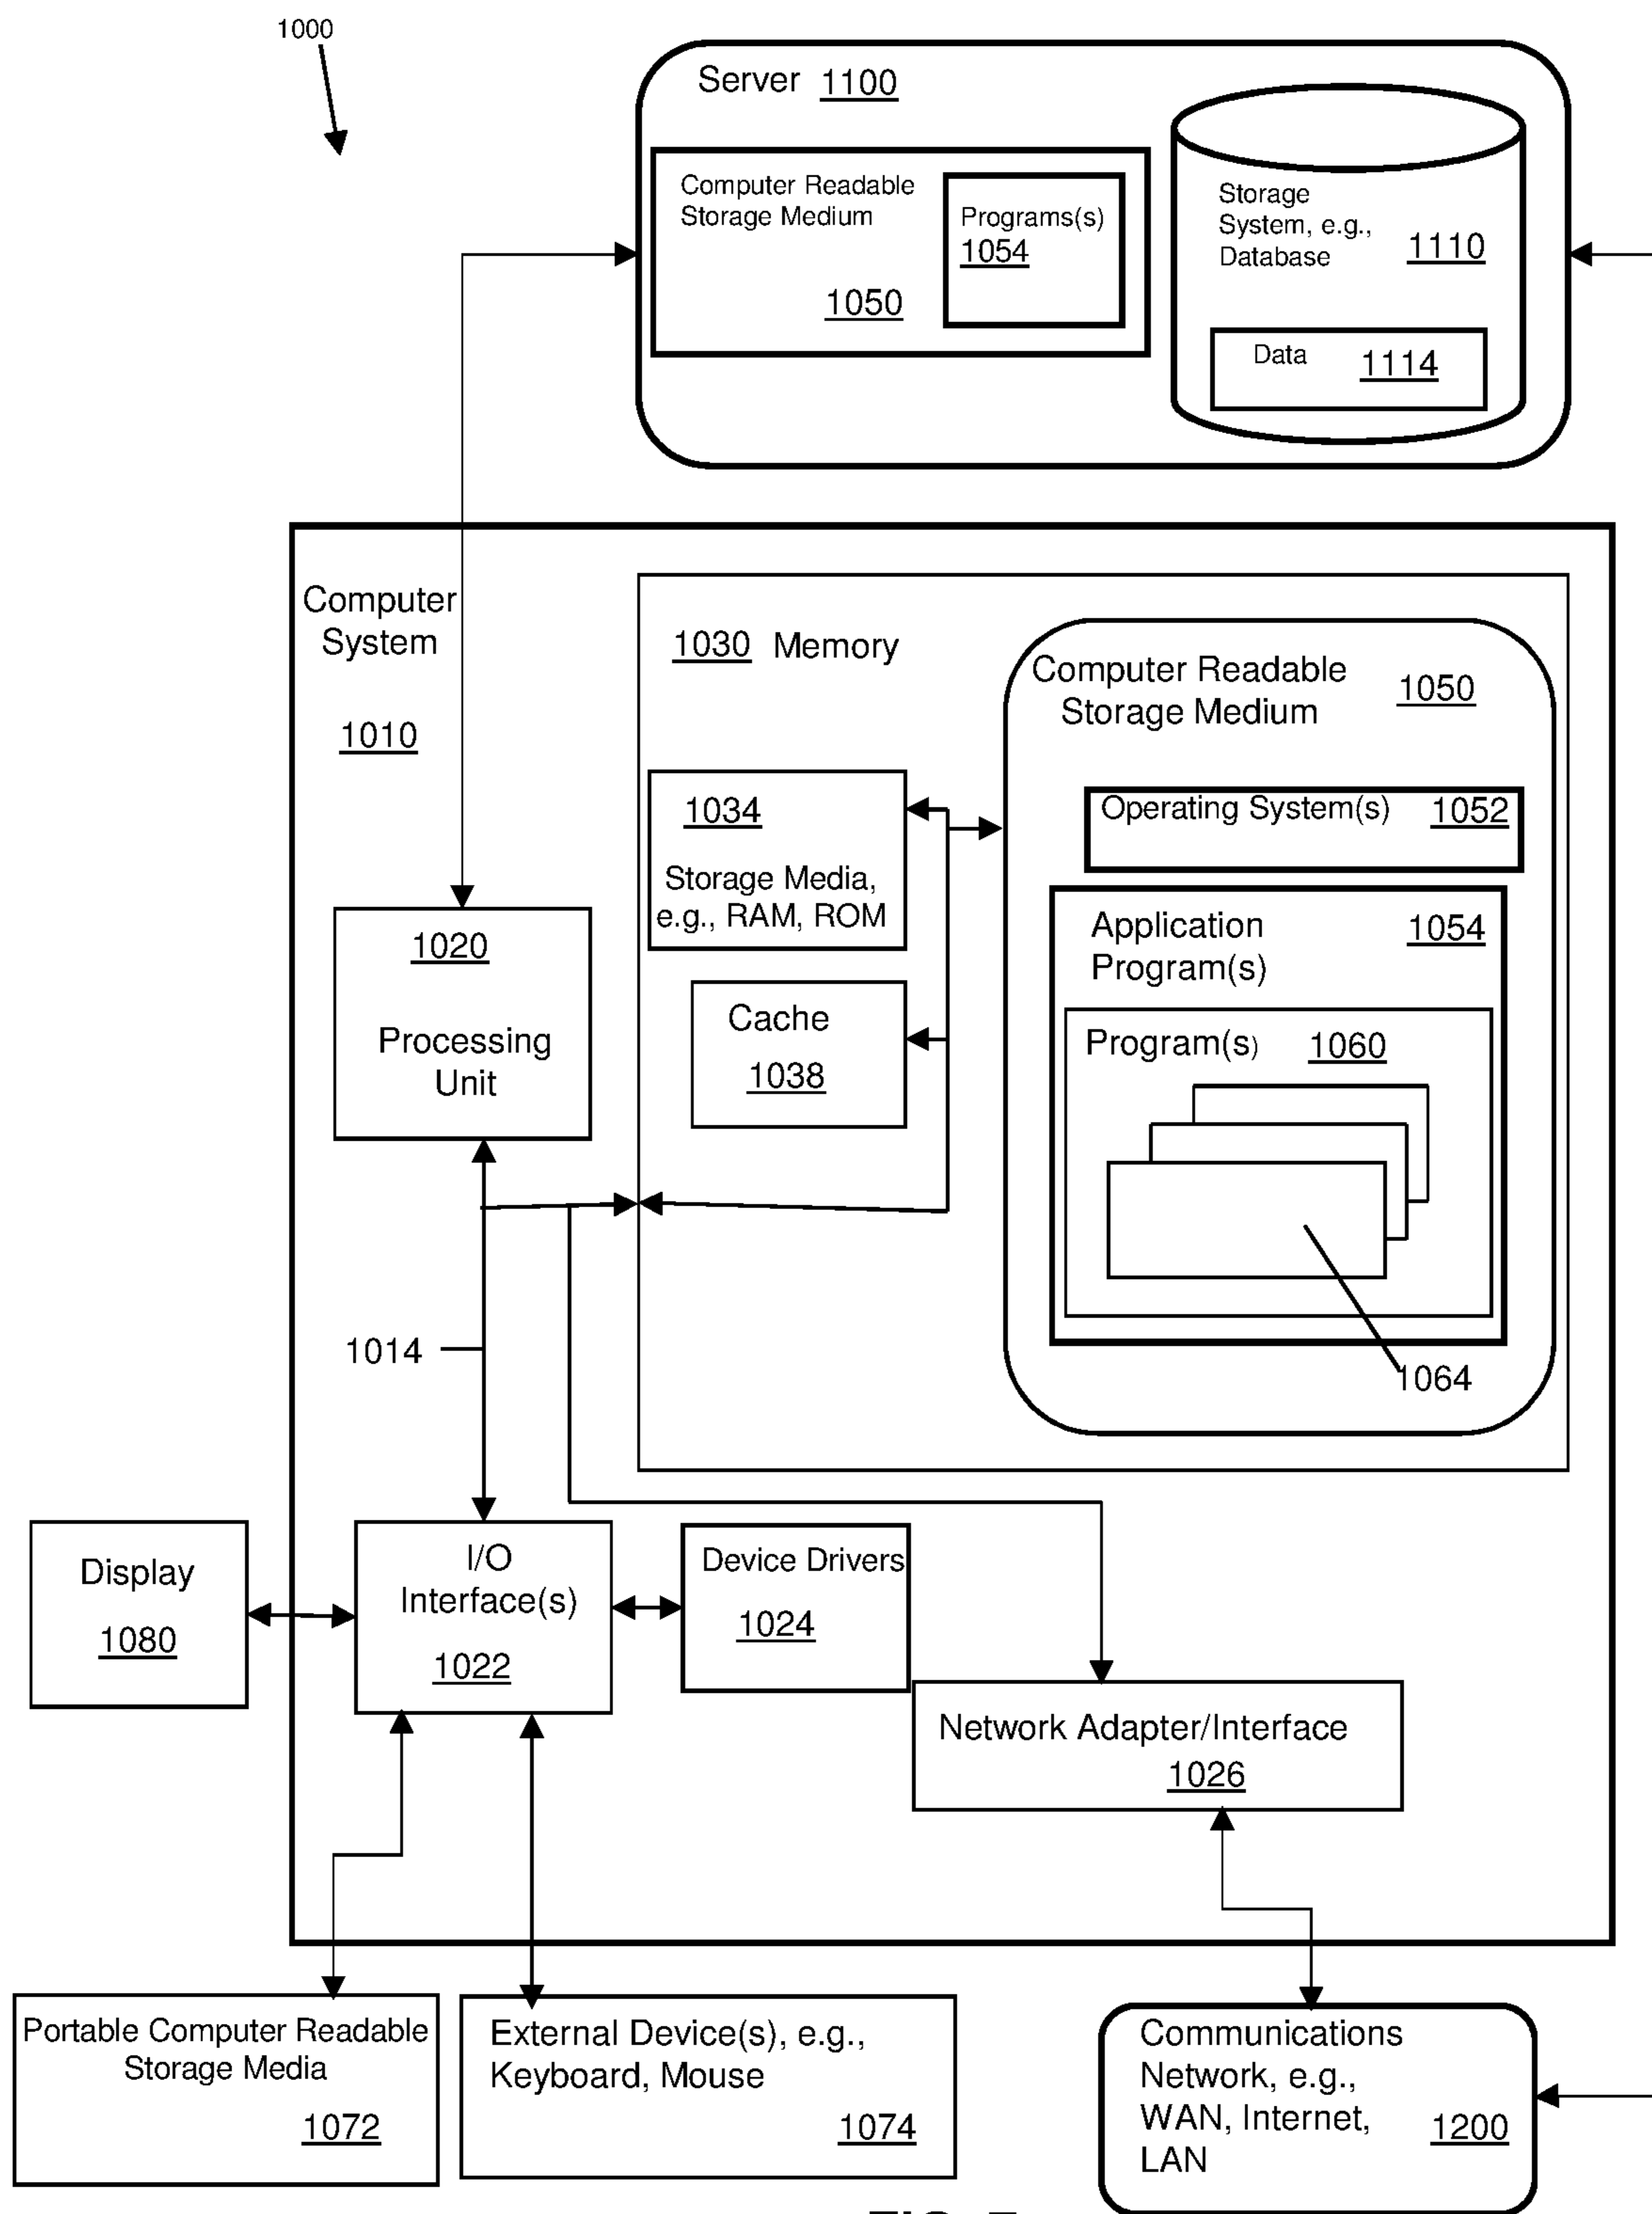 1000
Server 1100
Computer Readable
Storage Medium
1050
Programs(s)
1054
Storage
System, e.g.,
Database
1110
Data 1114
Computer
System
1010
1030 Memory
Computer Readable
Storage Medium
1050
1034
Storage Media,
e.g., RAM, ROM
Operating System(s) 1052
1020
Processing
Unit
Cache
1038
Application
Program(s)
1054
Program(s) 1060
1064
1014
Display
1080
I/O
Interface(s)
1022
Device Drivers
1024
Network Adapter/Interface
1026
Portable Computer Readable
Storage Media
1072
External Device(s), e.g.,
Keyboard, Mouse
1074
Communications
Network, e.g.,
WAN, Internet,
LAN
1200